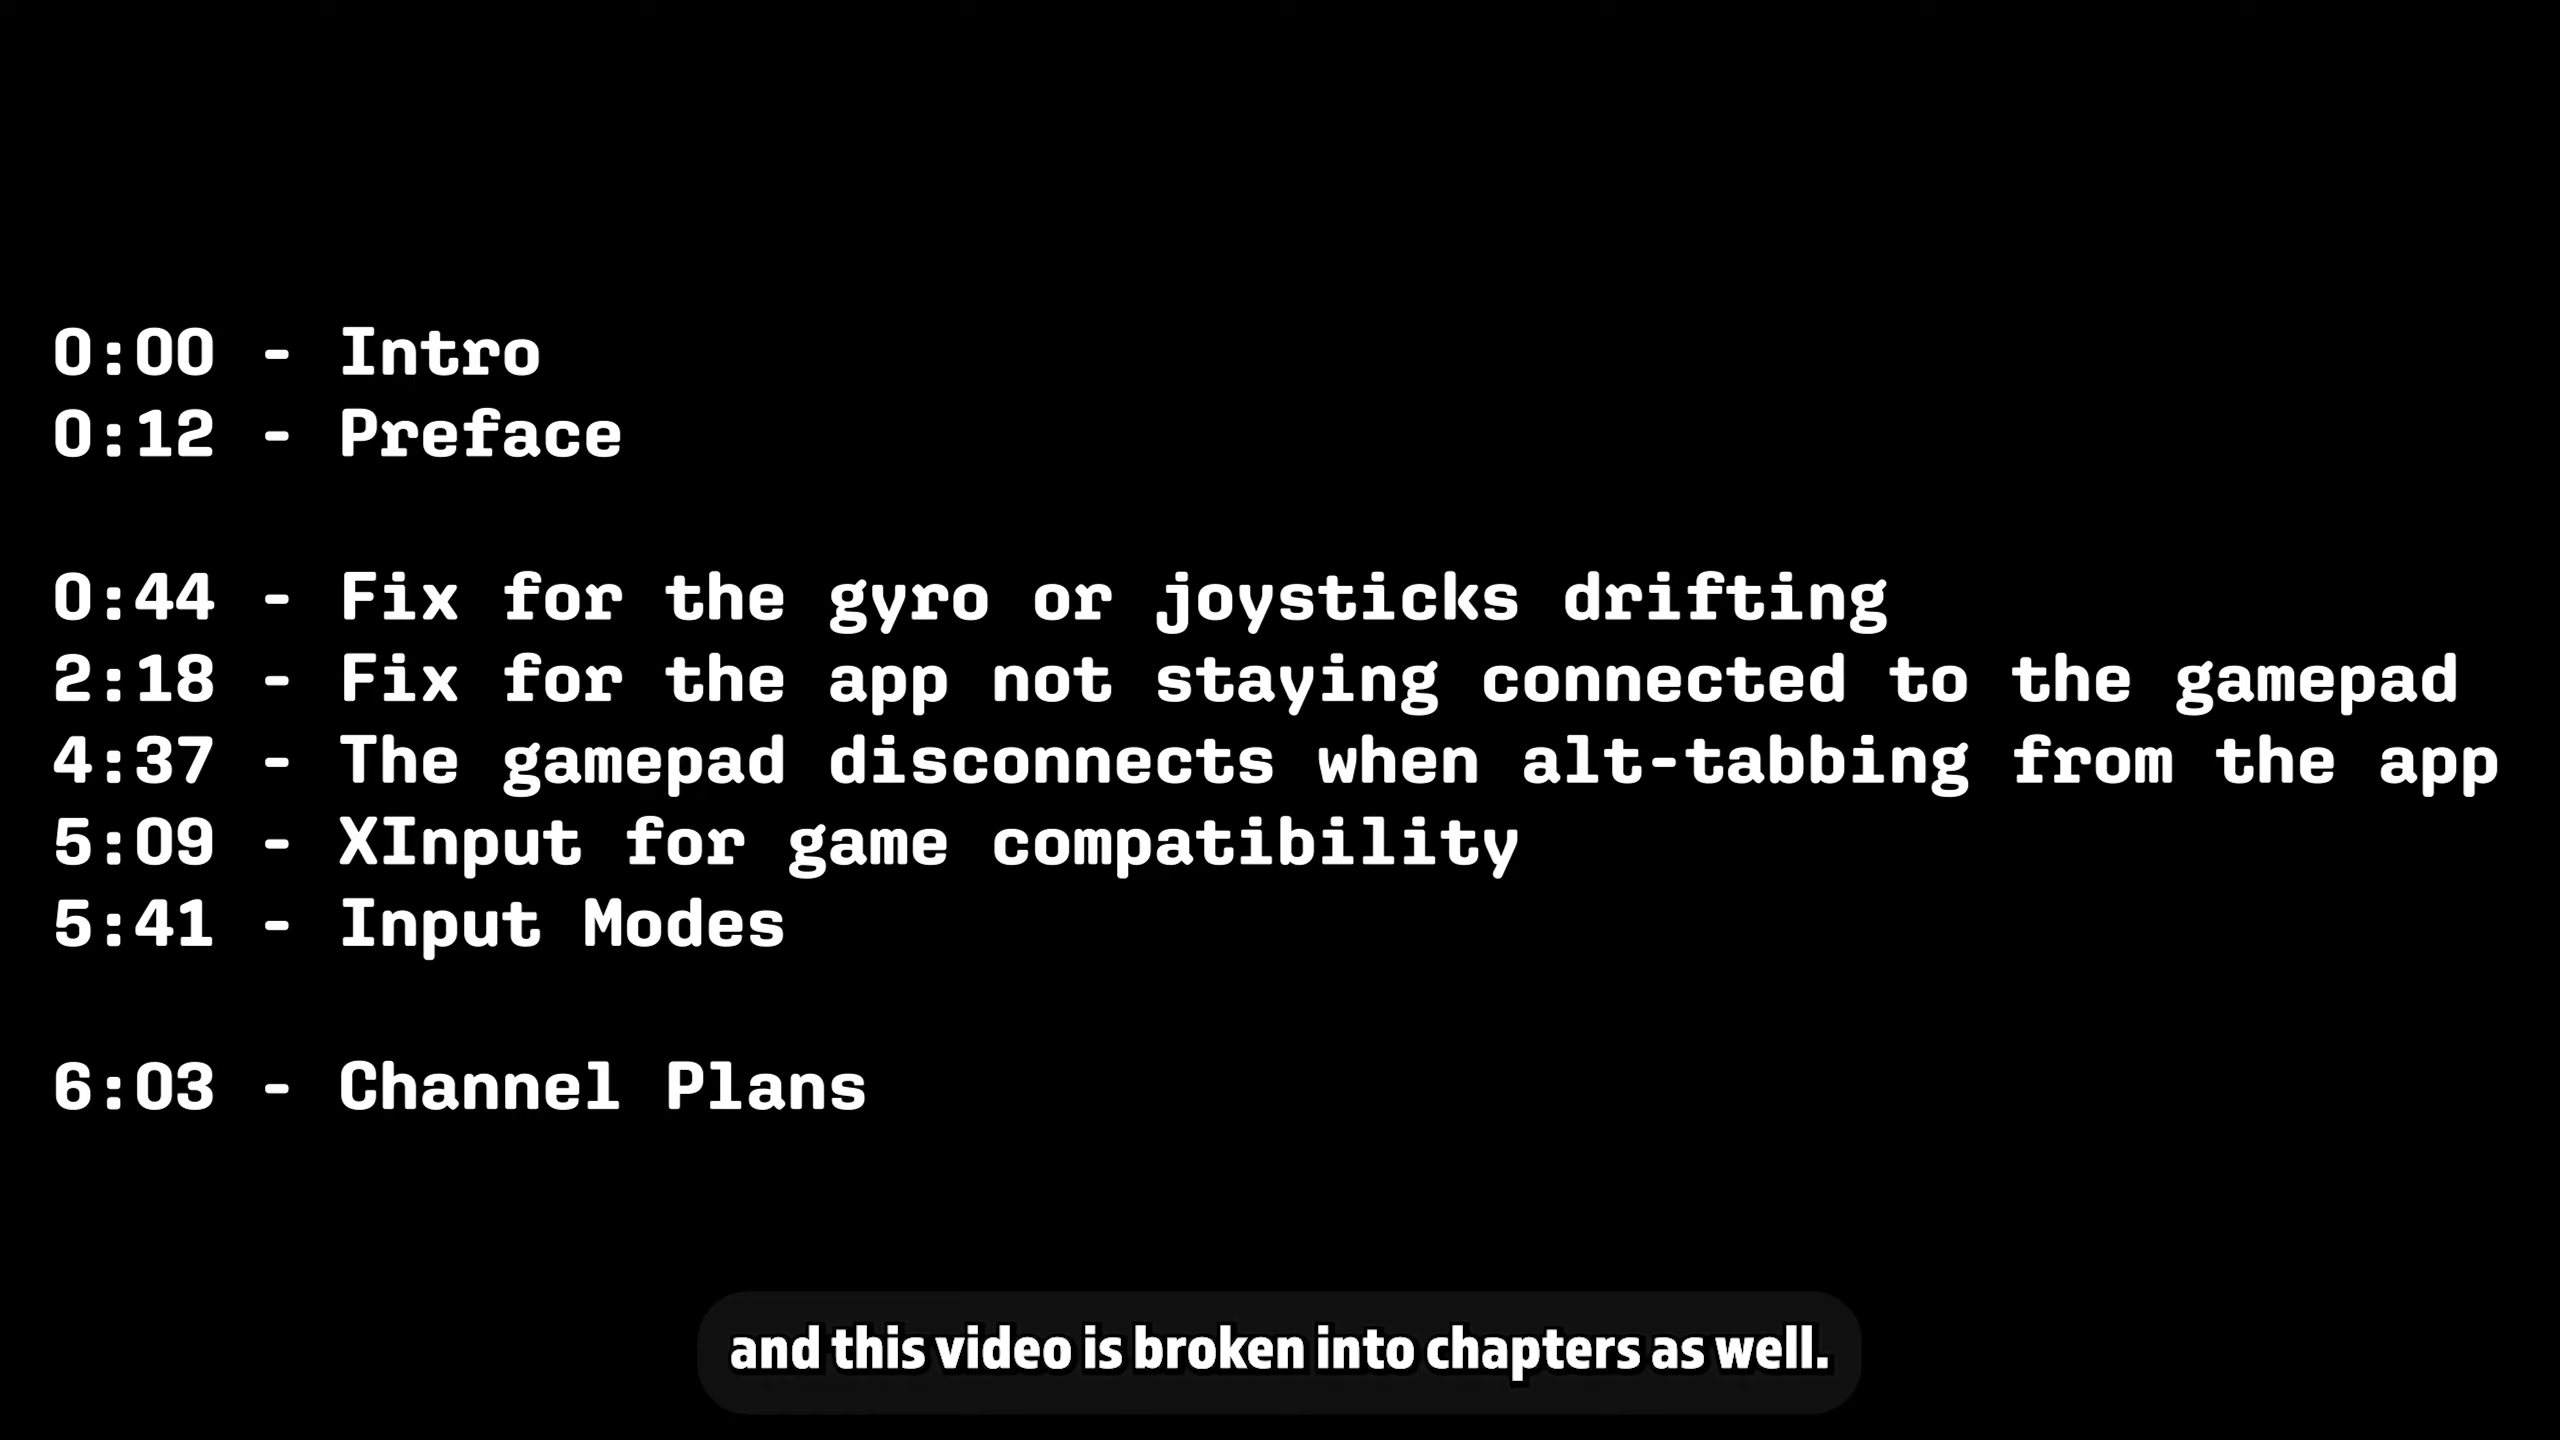 0:00 - Intro
0:12 - Preface
0:44 - Fix for the gyro or joysticks drifting
2:18 - Fix for the app not staying connected to the gamepad
4:37 - The gamepad disconnects when alt-tabbing from the app
5:09 - XInput for game compatibility
5:41 - Input Modes
6:03 - Channel Plans
and this video is broken into chapters as well.